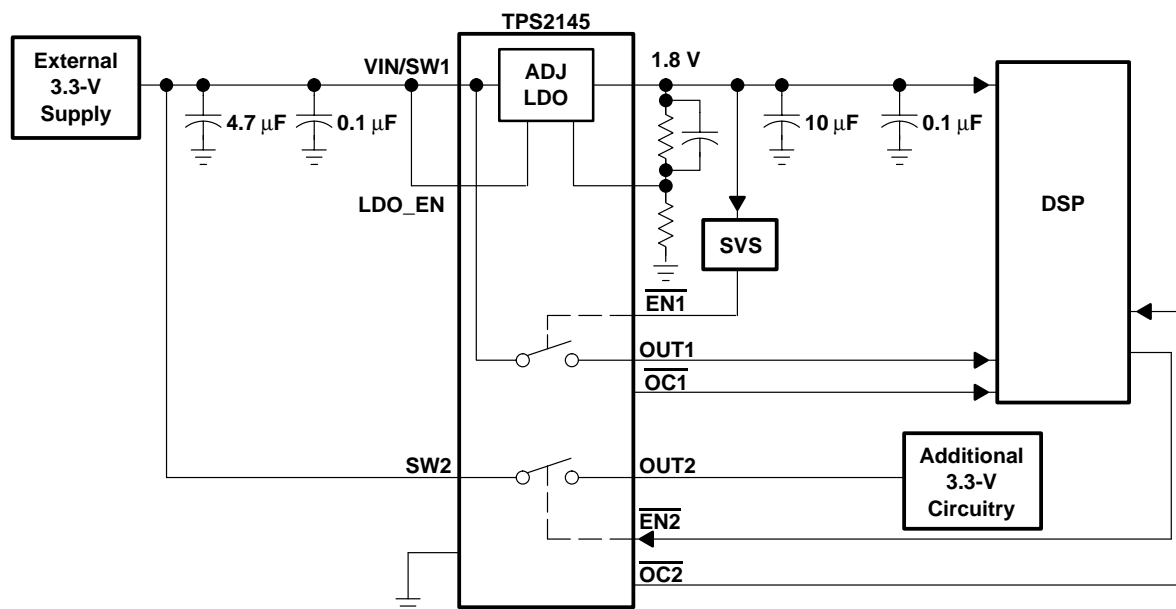 TPS2145
External
3.3-V
Supply
VIN/SW1
ADJ
LDO
1.8 V
4.7 µF
0.1 µF
10 µF
0.1 µF
LDO_EN
SVS
DSP
EN1
OUT1
OC1
SW2
OUT2
Additional
3.3-V
Circuitry
EN2
OC2